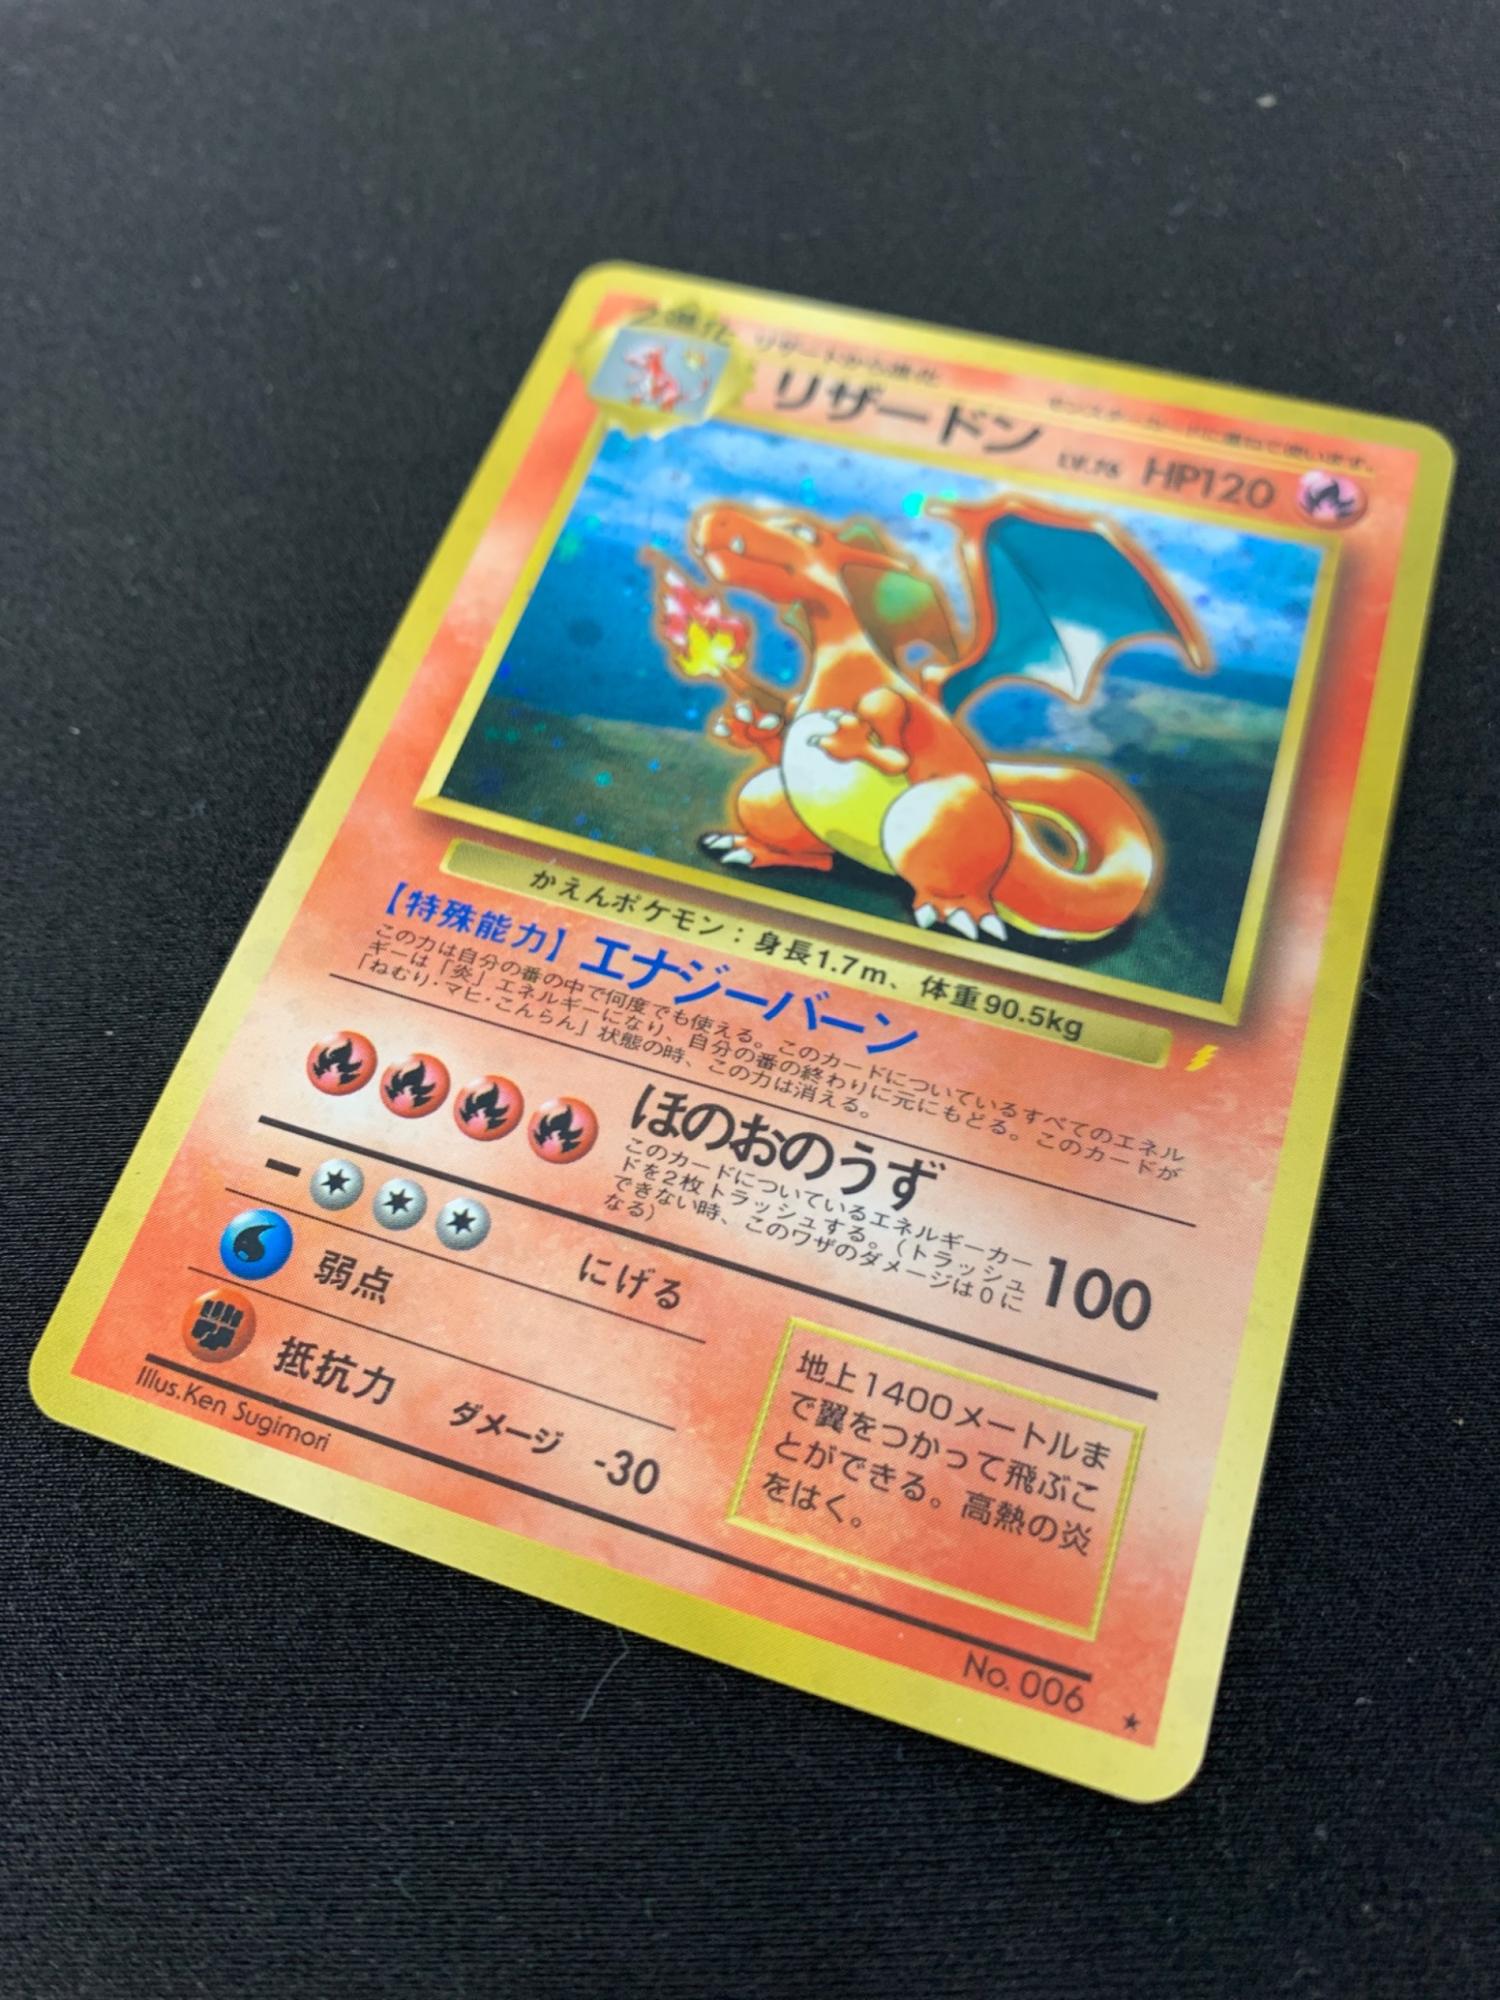 2進化
リザードから進化
リザードン
LV.76 HP120
かえんポケモン：身長1.7m、体重90.5kg
【特殊能力】エナジーバーン
この力は自分の番の中で何度でも使える。このカードについているすべてのエネル
ギーは「炎」エネルギーになり、自分の番の終わりに元にもどる。このカードが
「ねむり・マヒ・こんらん」状態の時、この力は消える。
ほのおのうず
このカードについているエネルギーカー
ドを2枚トラッシュする。（トラッシュ
できない時、このワザのダメージは0に
なる）
100
にげる
弱点
抵抗力 ダメージ -30
地上1400メートルま
で翼をつかって飛ぶこ
とができる。高熱の炎
をはく。
Illus.Ken Sugimori
No. 006